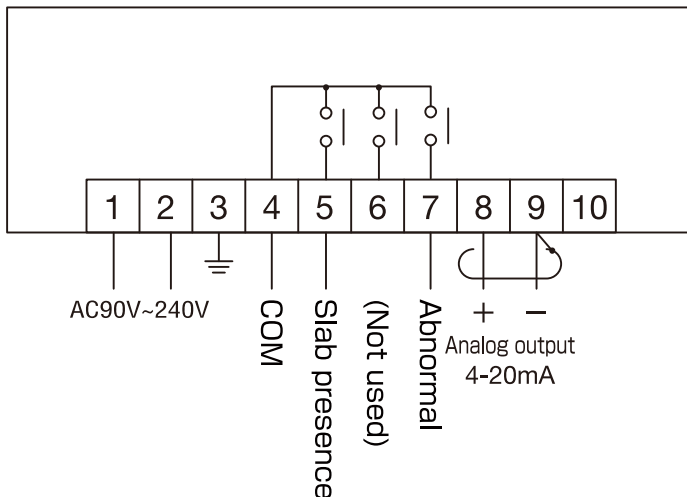 1 2 3 4 5 6 7 8 9 10
AC90V~240V
COM
Slab presence
(Not used)
Abnormal
+ −
Analog output
4-20mA